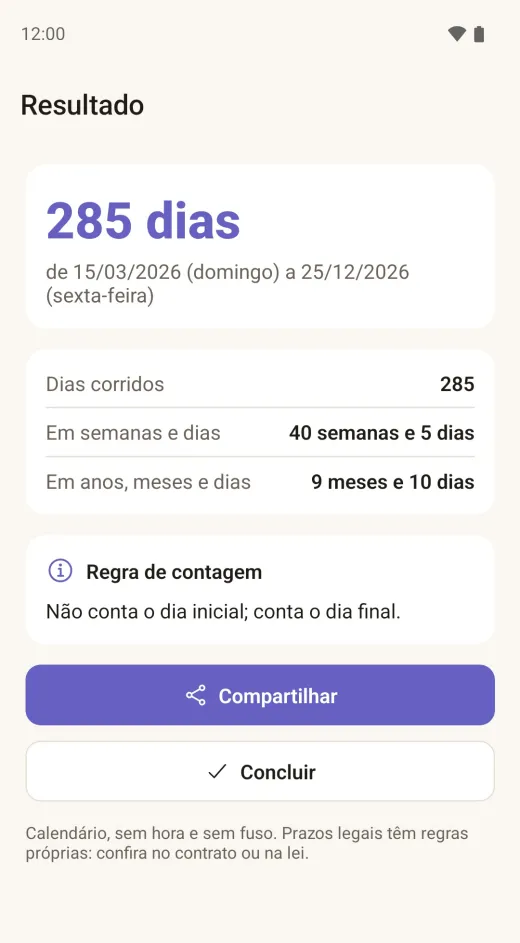 12:00
Resultado
285 dias
de 15/03/2026 (domingo) a 25/12/2026
(sexta-feira)
Dias corridos 285
Em semanas e dias 40 semanas e 5 dias
Em anos, meses e dias 9 meses e 10 dias
Regra de contagem
Não conta o dia inicial; conta o dia final.
Compartilhar
Concluir
Calendário, sem hora e sem fuso. Prazos legais têm regras
próprias: confira no contrato ou na lei.